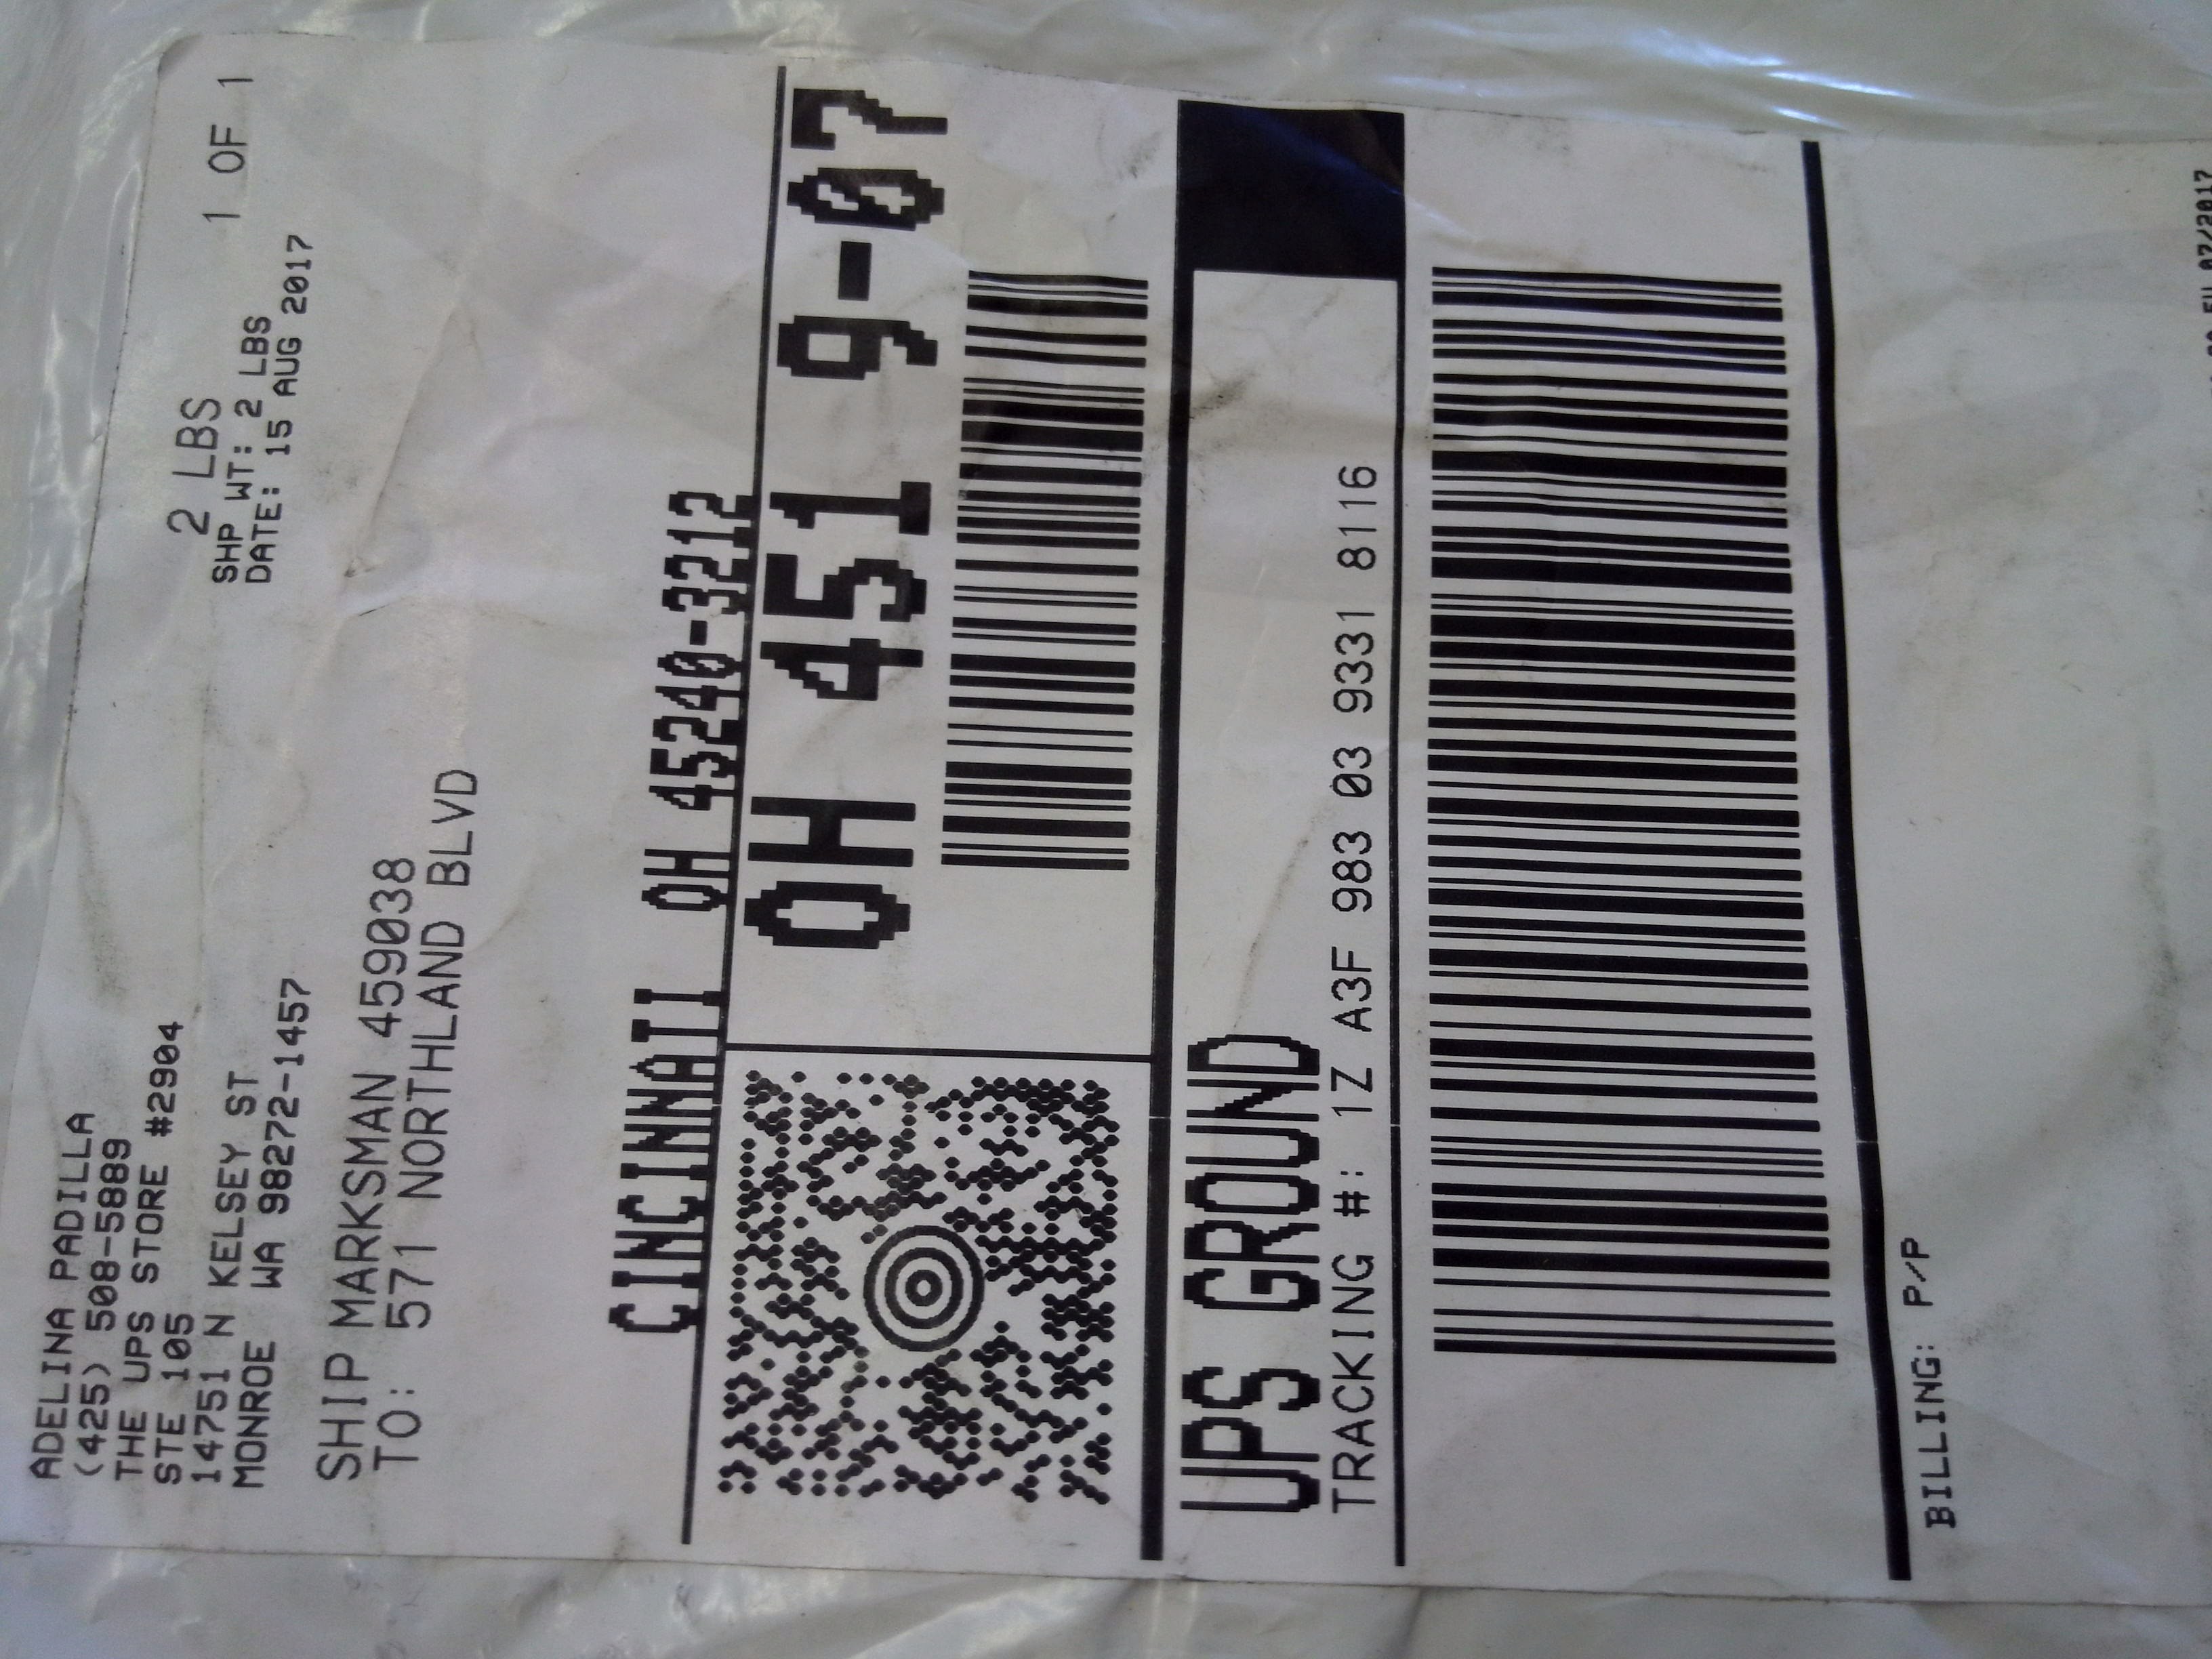 ADELINA PADILLA
(425) 508-5889
THE UPS STORE #2904
STE 105
14751 N KELSEY ST
MONROE WA 98272-1457
2 LBS 1 OF 1
SHP WT: 2 LBS
DATE: 15 AUG 2017
SHIP MARKSMAN 459038
TO: 571 NORTHLAND BLVD
CINCINNATI OH 45240-3212
OH 451 9-07
UPS GROUND
TRACKING #: 1Z A3F 983 03 9331 8116
BILLING: P/P
07/2017